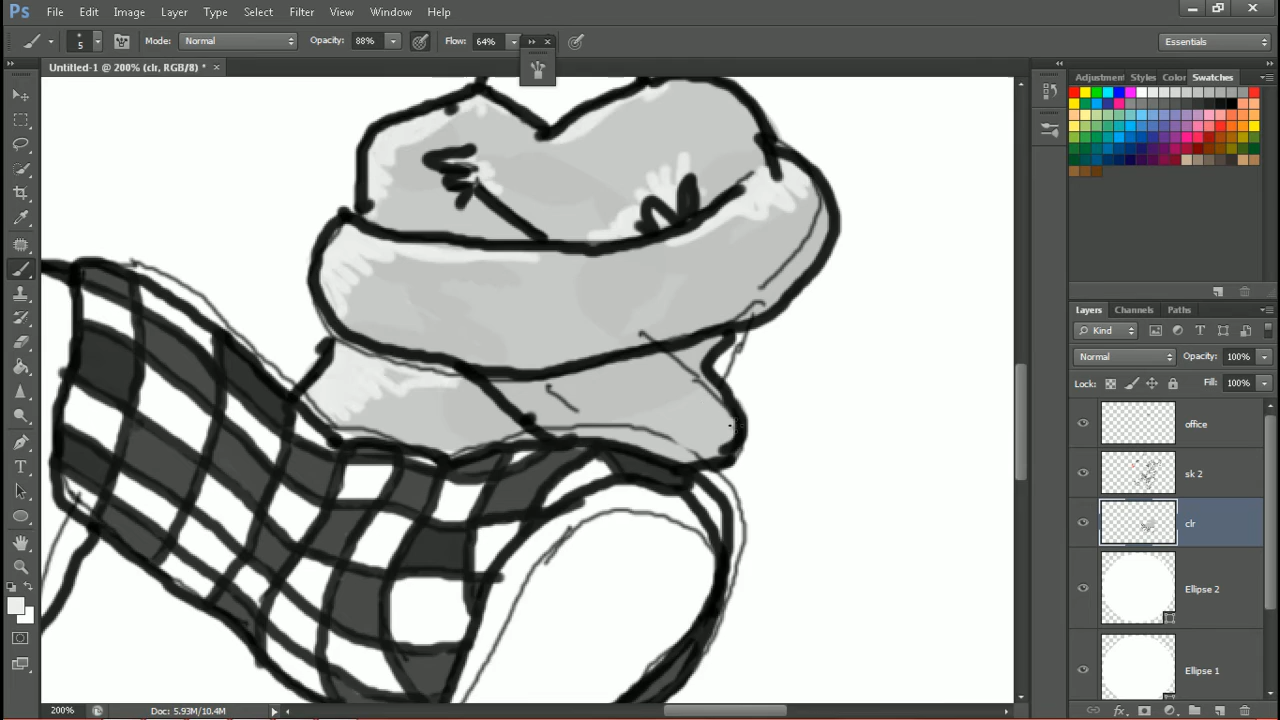 Ps File Edit Image Layer Type Select Filter View Window Help
5 Mode: Normal Opacity: 88% Flow: 64% Essentials
Untitled-1 @ 200% (clr, RGB/8) * ×
Adjustment Styles Color Swatches
Layers Channels Paths
Kind
Normal Opacity: 100%
Lock: Fill: 100%
office
sk 2
clr
Ellipse 2
Ellipse 1
200% Doc: 5.93M/10.4M
fx